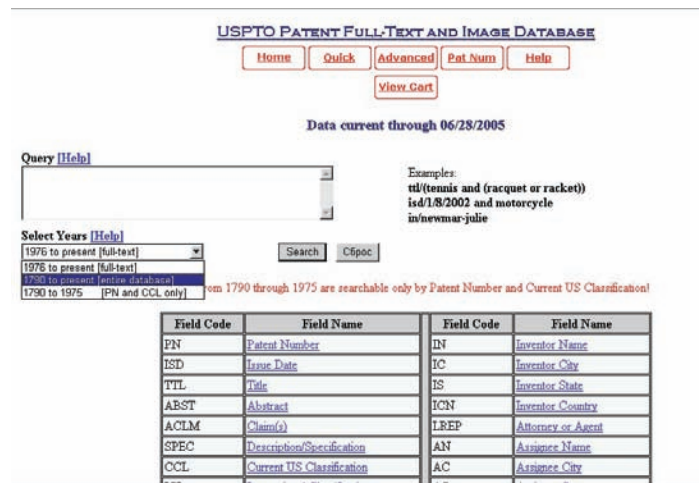 USPTO PATENT FULL-TEXT AND IMAGE DATABASE
Home Quick Advanced Pat Num Help
View Cart
Data current through 06/28/2005
Query [Help]
Examples:
ttl/(tennis and (racquet or racket))
isd/1/8/2002 and motorcycle
in/newmar-julie
Select Years [Help]
1976 to present [full-text] Search Сброс
1976 to present [full-text]
1790 to present [entire database]
1790 to 1975 [PN and CCL only]
from 1790 through 1975 are searchable only by Patent Number and Current US Classification!
Field Code Field Name Field Code Field Name
PN Patent Number IN Inventor Name
ISD Issue Date IC Inventor City
TTL Title IS Inventor State
ABST Abstract ICN Inventor Country
ACLM Claim(s) LREP Attorney or Agent
SPEC Description/Specification AN Assignee Name
CCL Current US Classification AC Assignee City